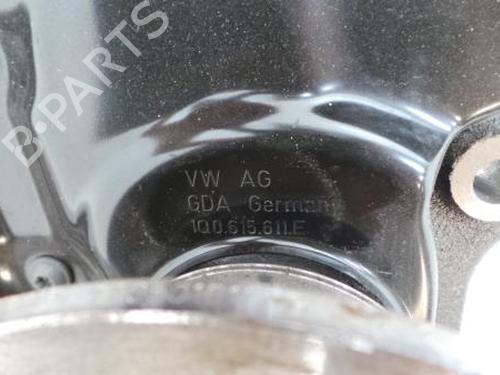 B-PARTS
VW AG
GDA German
1Q0.615.611.E